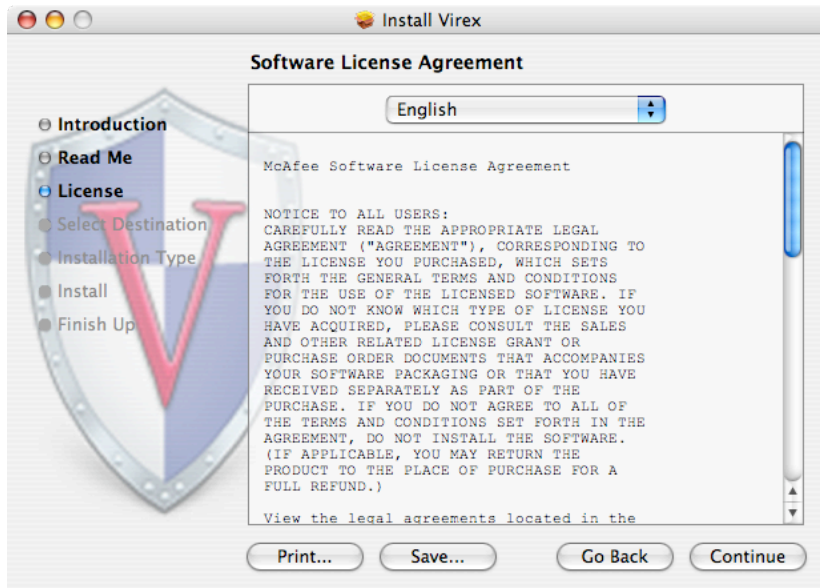 Install Virex
Software License Agreement
Introduction
Read Me
License
Select Destination
Installation Type
Install
Finish Up
V
English
McAfee Software License Agreement
NOTICE TO ALL USERS:
CAREFULLY READ THE APPROPRIATE LEGAL
AGREEMENT ("AGREEMENT"), CORRESPONDING TO
THE LICENSE YOU PURCHASED, WHICH SETS
FORTH THE GENERAL TERMS AND CONDITIONS
FOR THE USE OF THE LICENSED SOFTWARE. IF
YOU DO NOT KNOW WHICH TYPE OF LICENSE YOU
HAVE ACQUIRED, PLEASE CONSULT THE SALES
AND OTHER RELATED LICENSE GRANT OR
PURCHASE ORDER DOCUMENTS THAT ACCOMPANIES
YOUR SOFTWARE PACKAGING OR THAT YOU HAVE
RECEIVED SEPARATELY AS PART OF THE
PURCHASE. IF YOU DO NOT AGREE TO ALL OF
THE TERMS AND CONDITIONS SET FORTH IN THE
AGREEMENT, DO NOT INSTALL THE SOFTWARE.
(IF APPLICABLE, YOU MAY RETURN THE
PRODUCT TO THE PLACE OF PURCHASE FOR A
FULL REFUND.)
View the legal agreements located in the
Print... Save... Go Back Continue